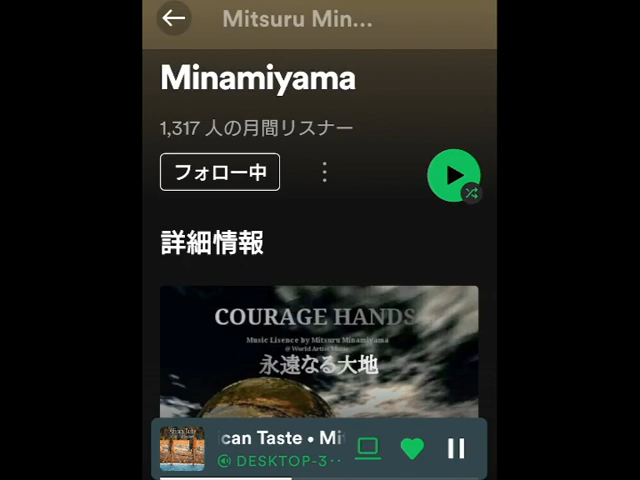 Mitsuru Min...
Minamiyama
1,317 人の月間リスナー
フォロー中
詳細情報
COURAGE HANDS
Music Lisence by Mitsuru Minamiyama
@ World Artist Music
永遠なる大地
can Taste • Mi
DESKTOP-3··